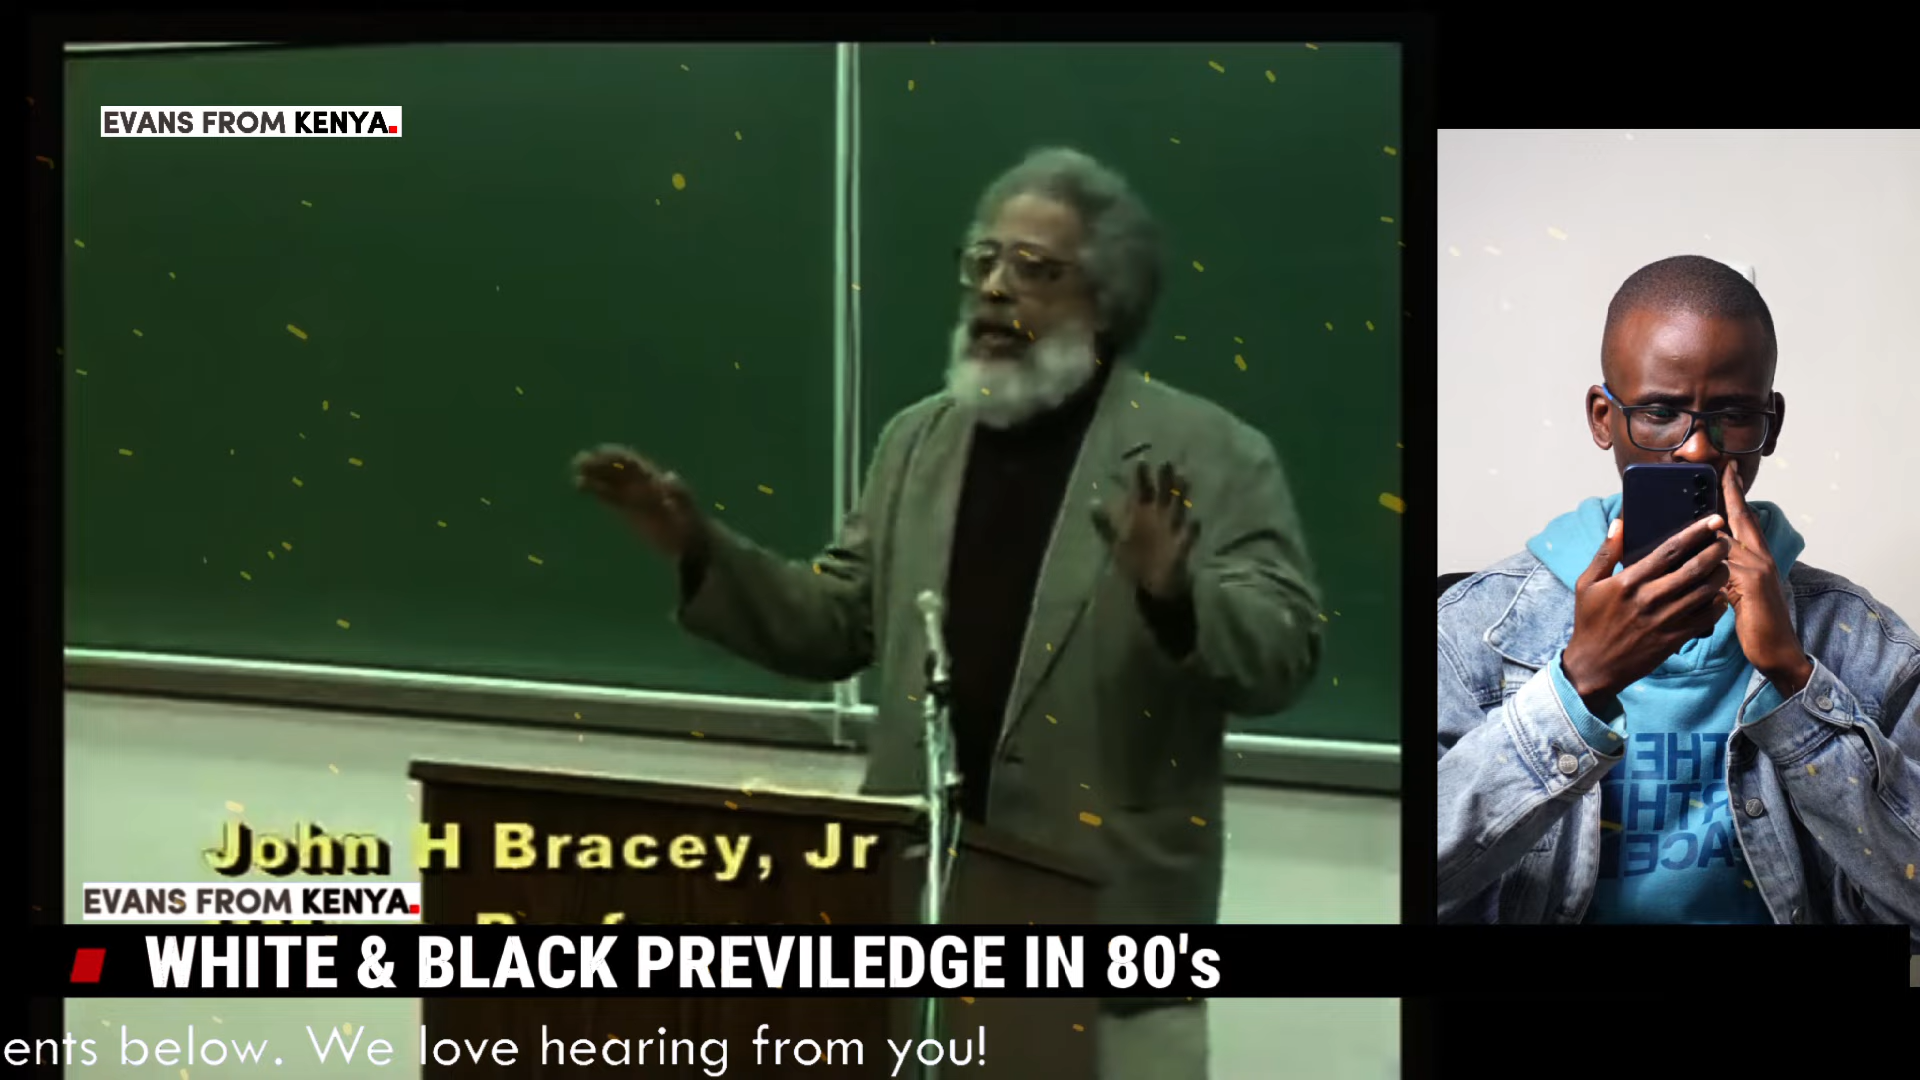 EVANS FROM KENYA.
John H Bracey, Jr
EVANS FROM KENYA.
WHITE & BLACK PREVILEDGE IN 80's
ents below. We love hearing from you!
THE